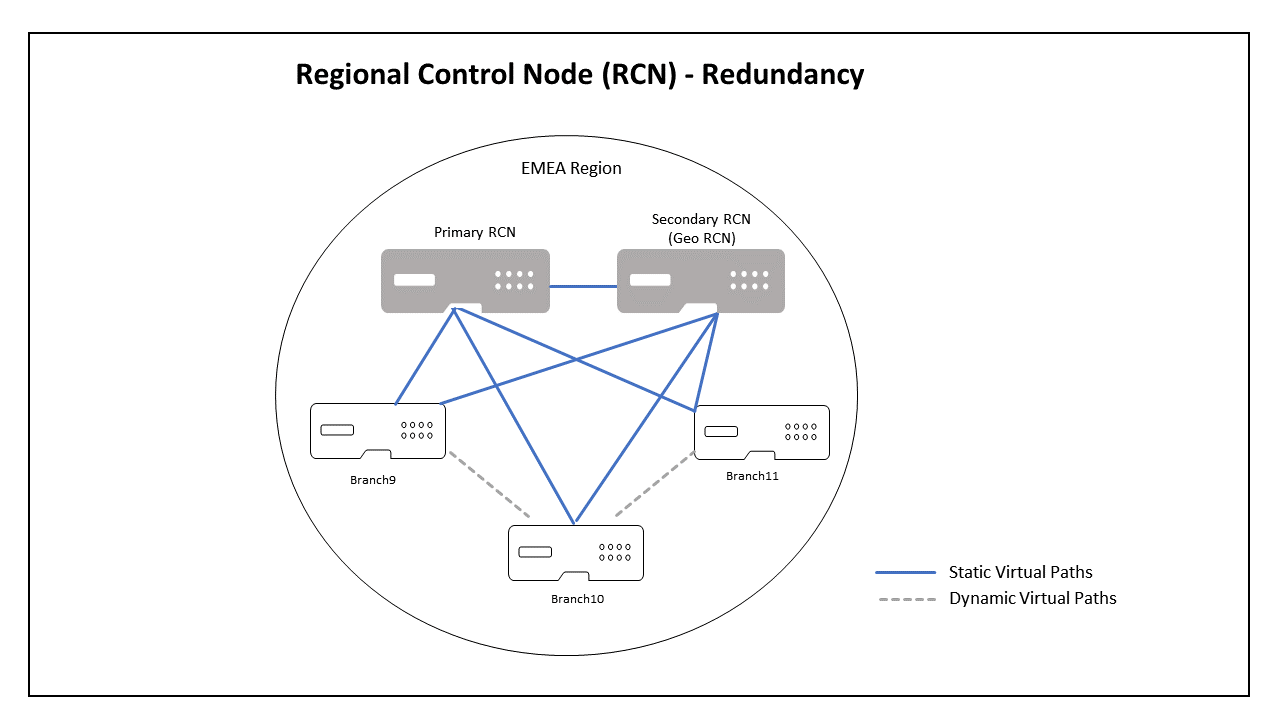 Regional Control Node (RCN) - Redundancy
EMEA Region
Primary RCN
Secondary RCN
(Geo RCN)
Branch9
Branch11
Branch10
Static Virtual Paths
Dynamic Virtual Paths